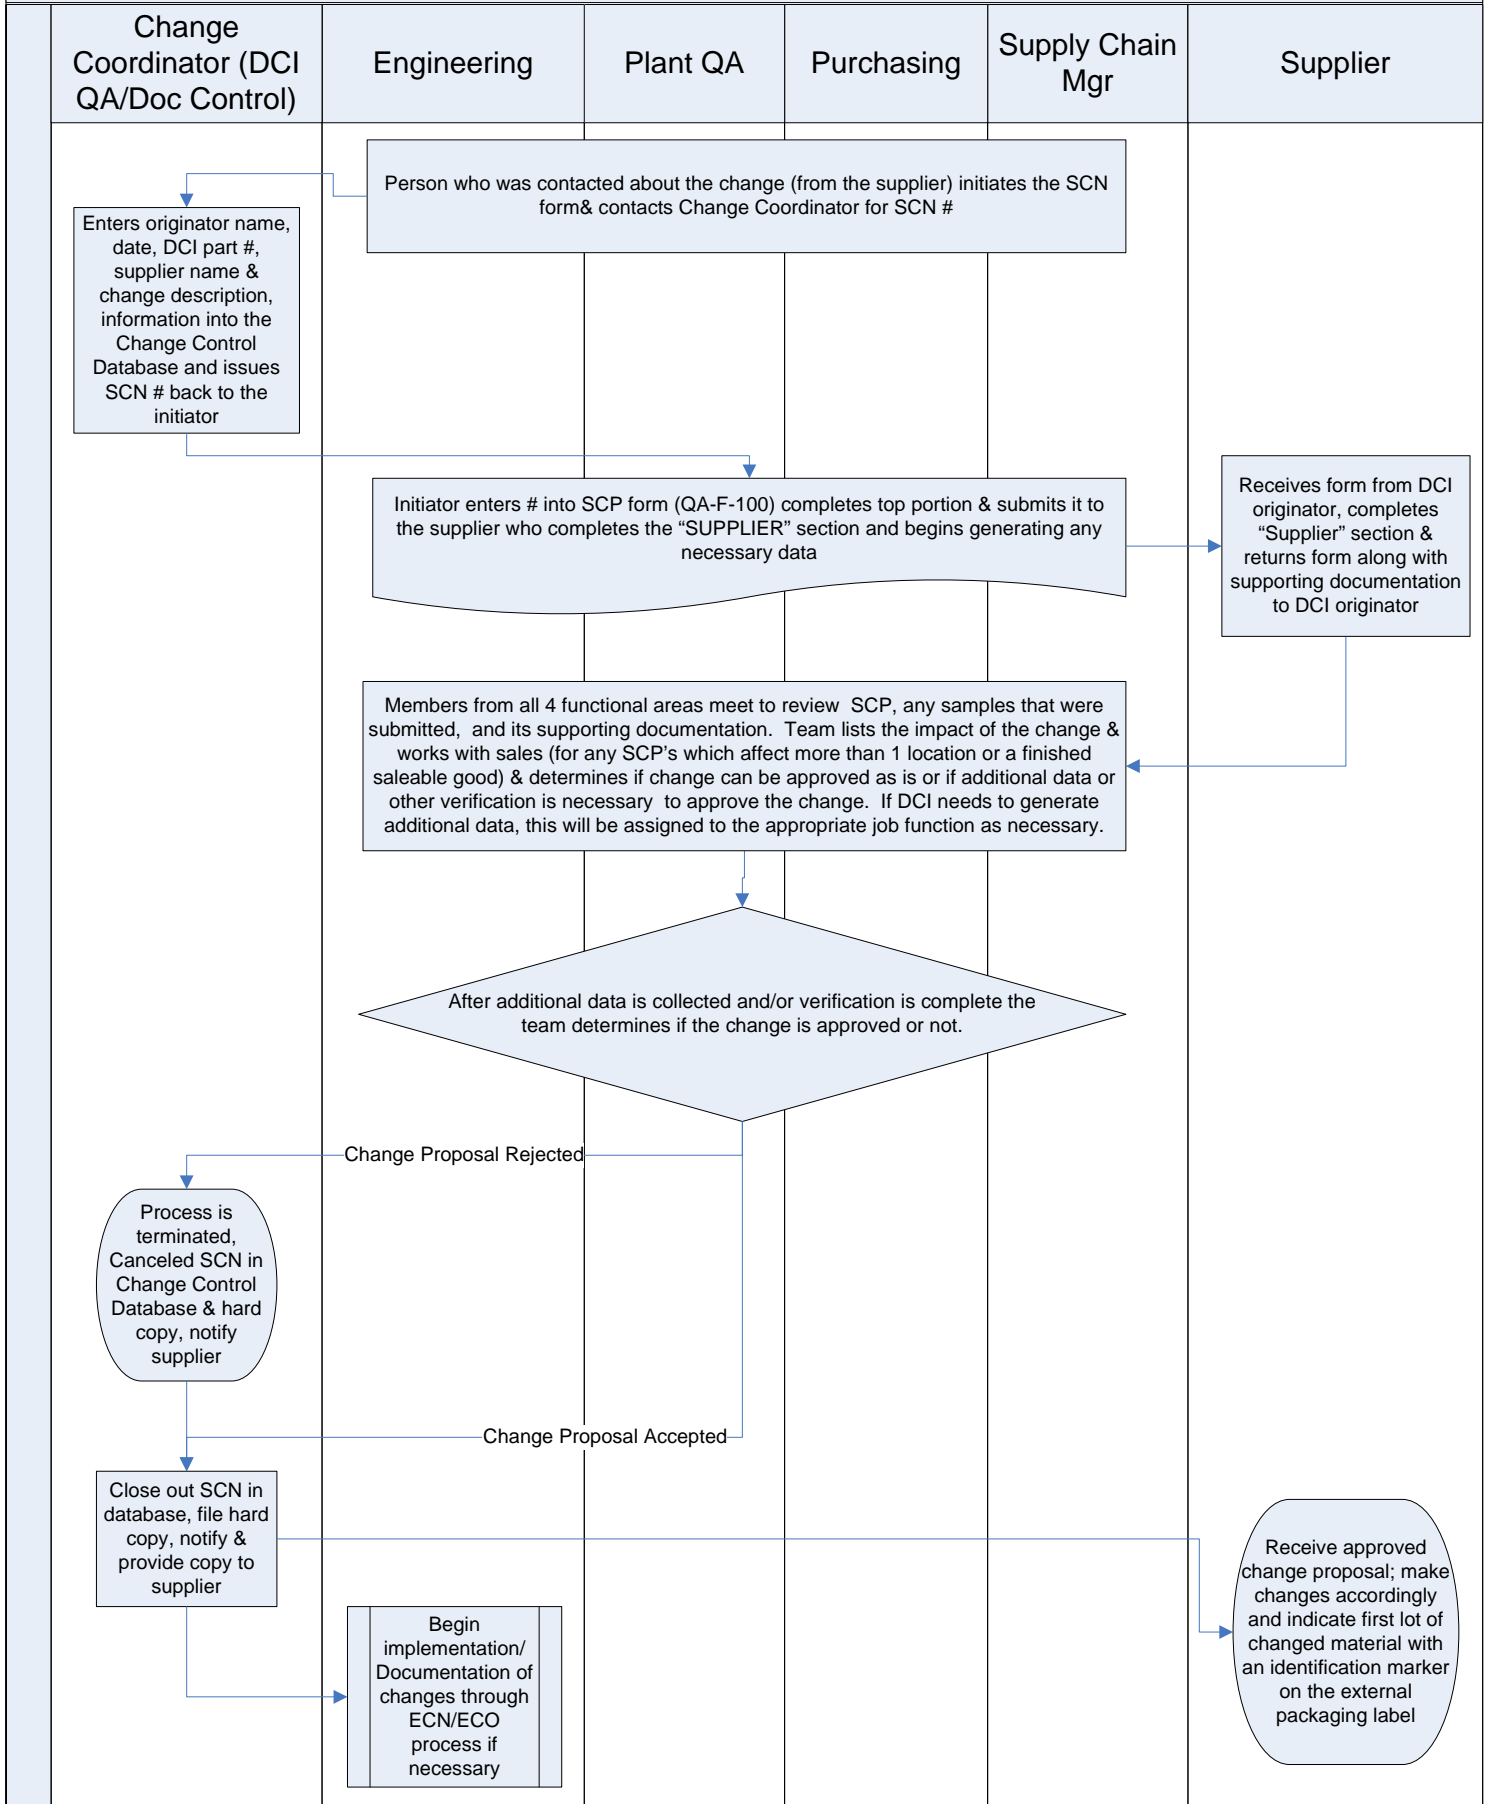 Change
Coordinator (DCI
QA/Doc Control)
Engineering
Plant QA
Purchasing
Supply Chain
Mgr
Supplier
Person who was contacted about the change (from the supplier) initiates the SCN
form& contacts Change Coordinator for SCN #
Enters originator name,
date, DCI part #,
supplier name &
change description,
information into the
Change Control
Database and issues
SCN # back to the
initiator
Initiator enters # into SCP form (QA-F-100) completes top portion & submits it to
the supplier who completes the “SUPPLIER” section and begins generating any
necessary data
Receives form from DCI
originator, completes
“Supplier” section &
returns form along with
supporting documentation
to DCI originator
Members from all 4 functional areas meet to review SCP, any samples that were
submitted, and its supporting documentation. Team lists the impact of the change &
works with sales (for any SCP’s which affect more than 1 location or a finished
saleable good) & determines if change can be approved as is or if additional data or
other verification is necessary to approve the change. If DCI needs to generate
additional data, this will be assigned to the appropriate job function as necessary.
After additional data is collected and/or verification is complete the
team determines if the change is approved or not.
Change Proposal Rejected
Process is
terminated,
Canceled SCN in
Change Control
Database & hard
copy, notify
supplier
Change Proposal Accepted
Close out SCN in
database, file hard
copy, notify &
provide copy to
supplier
Receive approved
change proposal; make
changes accordingly
and indicate first lot of
changed material with
an identification marker
on the external
packaging label
Begin
implementation/
Documentation of
changes through
ECN/ECO
process if
necessary